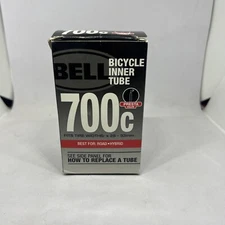 BELL
BICYCLE
INNER
TUBE
700c
PRESTA
BEST FOR: ROAD • HYBRID
SEE SIDE PANEL FOR
HOW TO REPLACE A TUBE